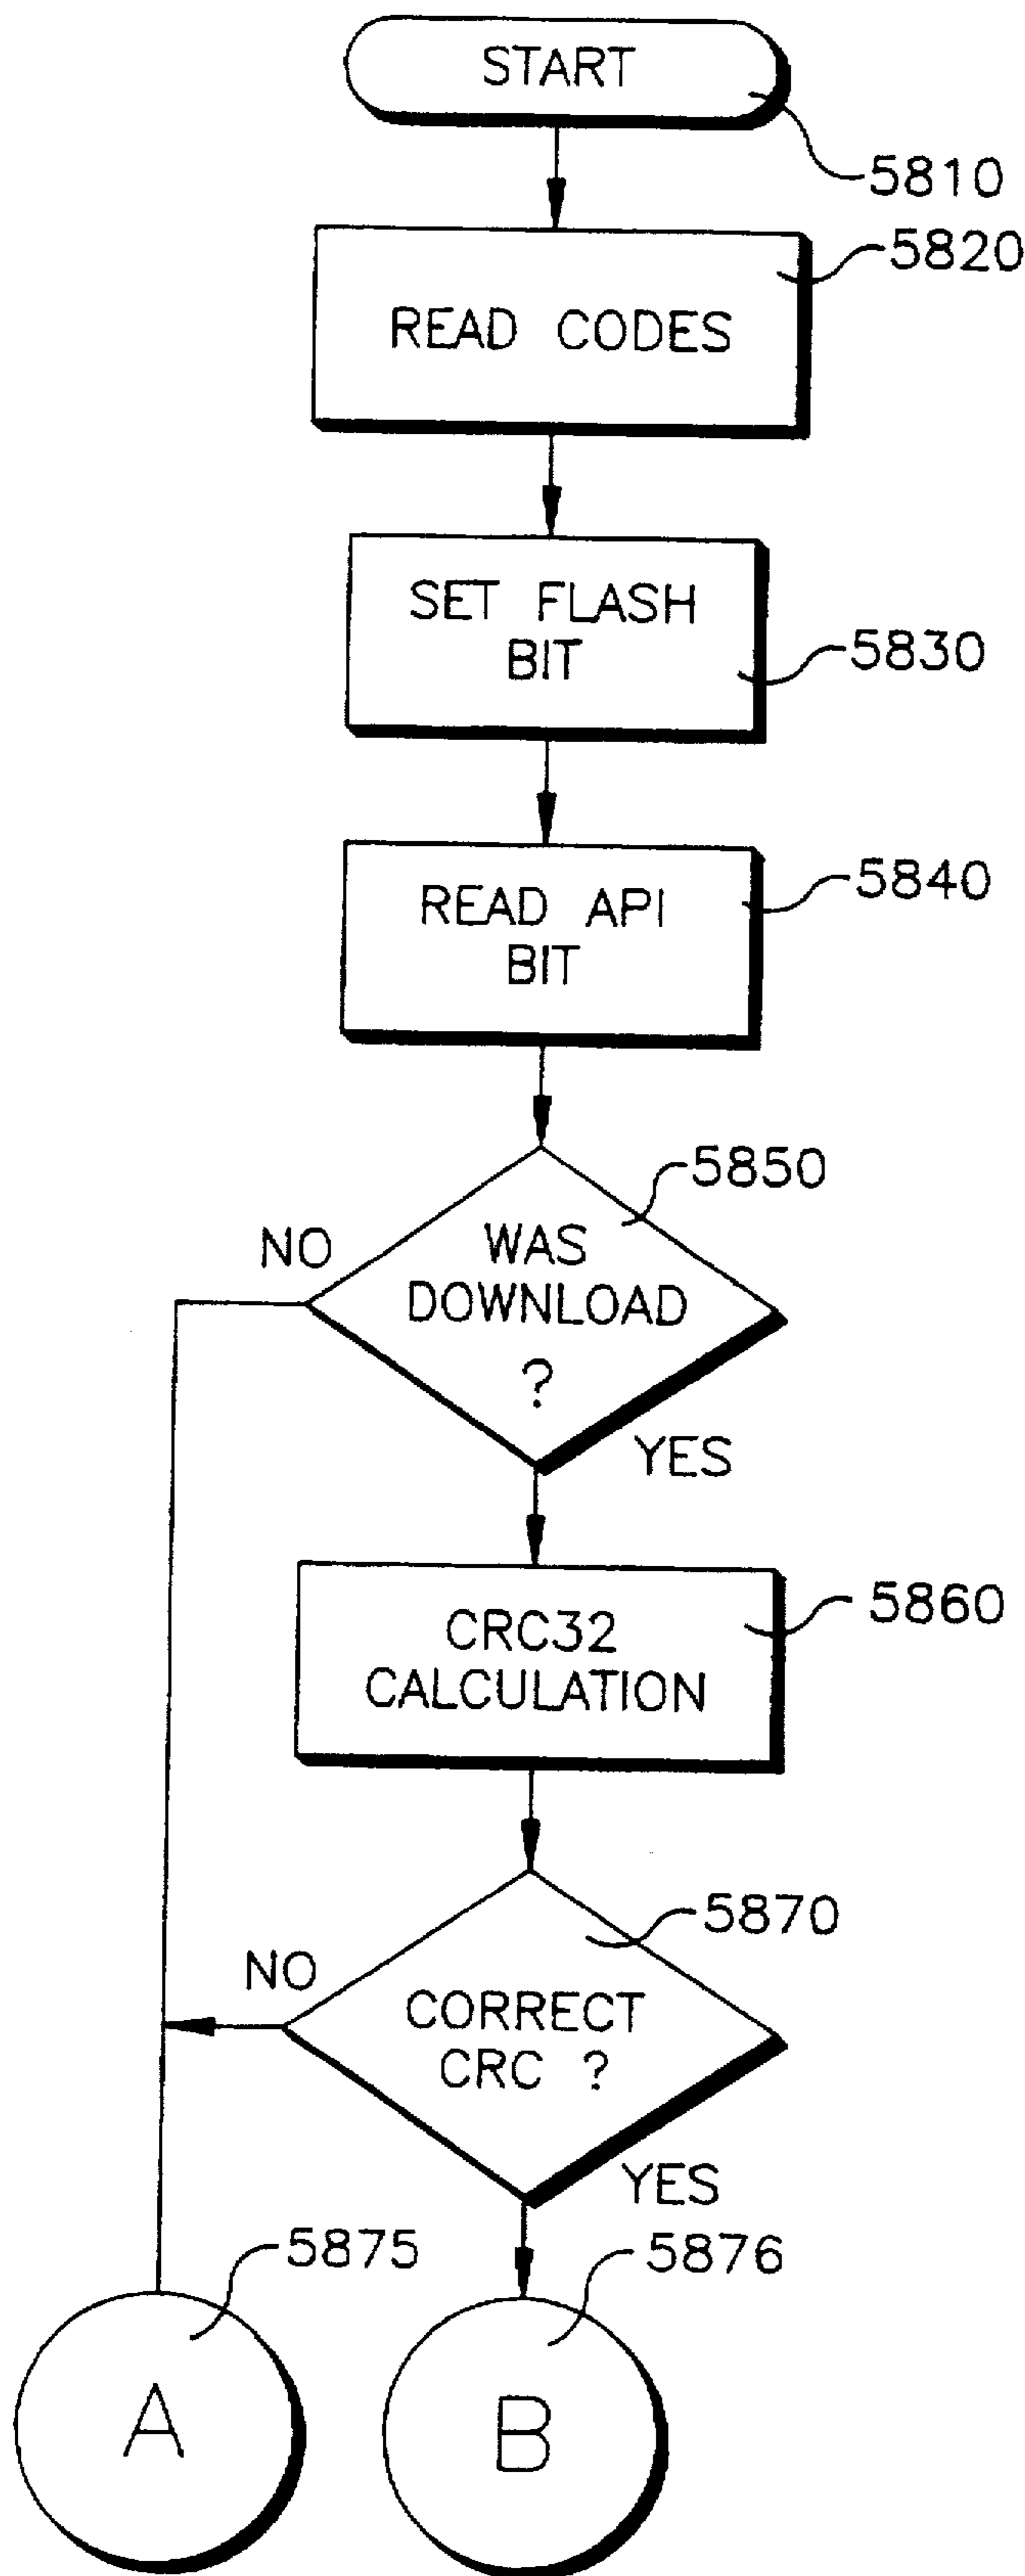 START
5810
5820
READ CODES
SET FLASH
BIT
5830
5840
READ API
BIT
5850
NO
WAS
DOWNLOAD
?
YES
5860
CRC32
CALCULATION
5870
NO
CORRECT
CRC ?
YES
5875
5876
A
B